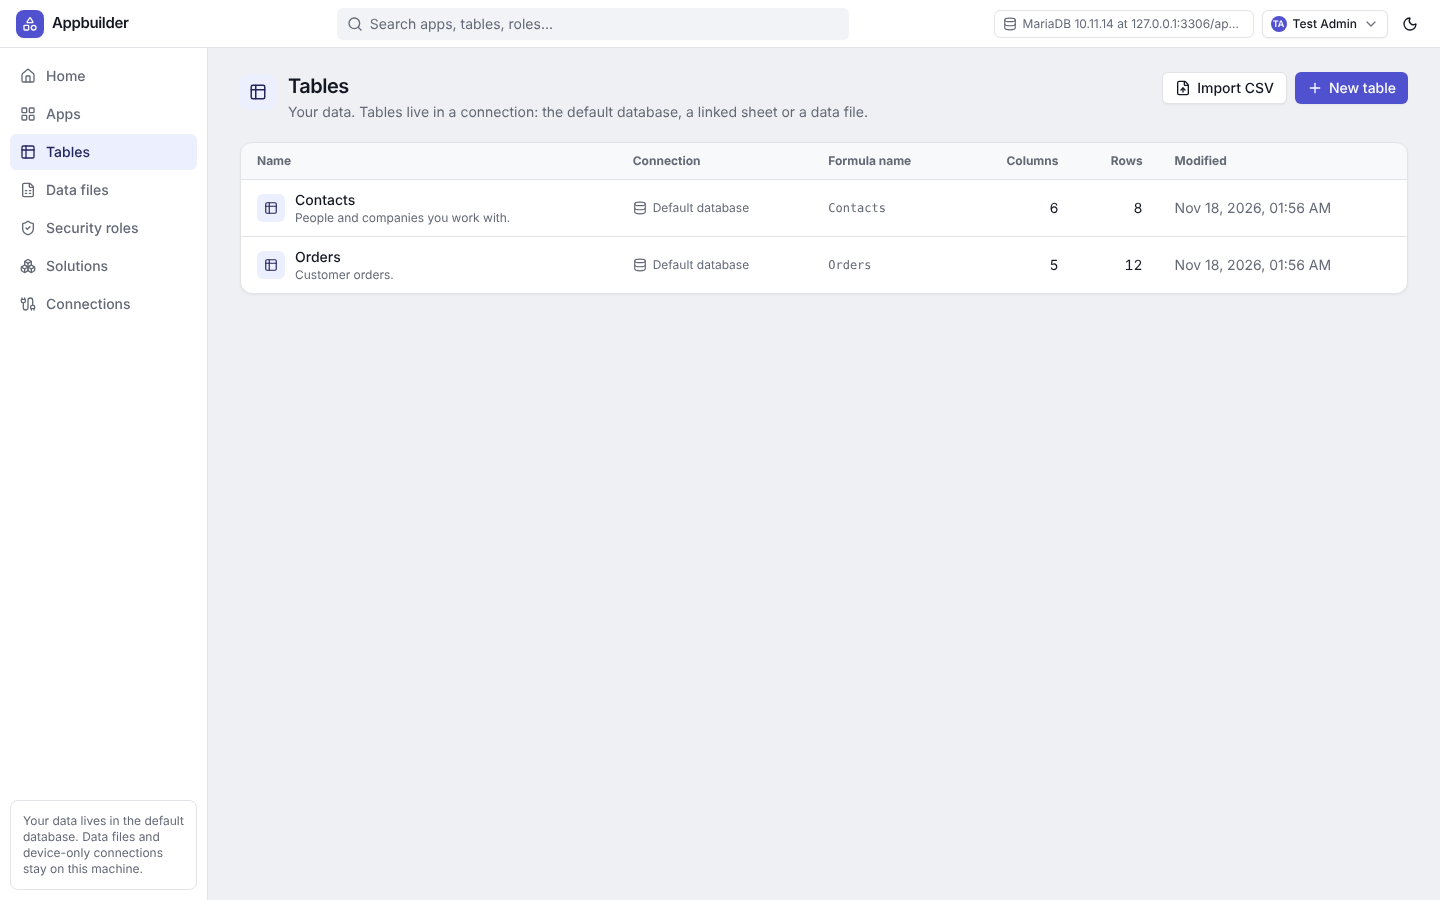 Appbuilder
Search apps, tables, roles...
MariaDB 10.11.14 at 127.0.0.1:3306/ap...
TA Test Admin
Home
Apps
Tables
Data files
Security roles
Solutions
Connections
Tables
Your data. Tables live in a connection: the default database, a linked sheet or a data file.
Import CSV
New table
Name Connection Formula name Columns Rows Modified
Contacts
People and companies you work with.
Default database Contacts 6 8 Nov 18, 2026, 01:56 AM
Orders
Customer orders.
Default database Orders 5 12 Nov 18, 2026, 01:56 AM
Your data lives in the default
database. Data files and
device-only connections
stay on this machine.